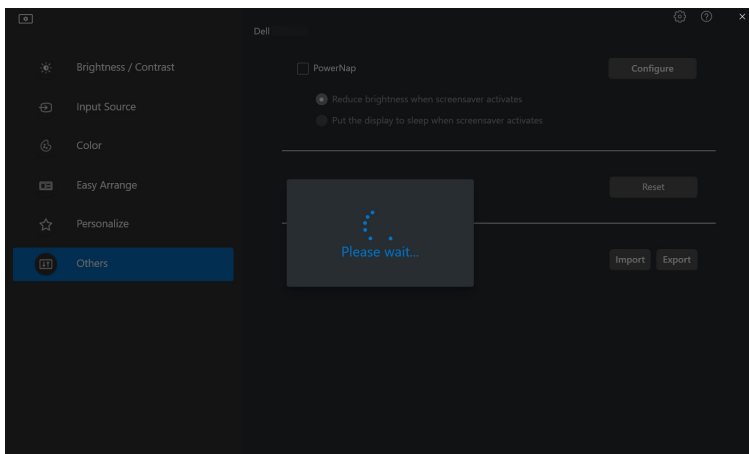 Dell
Brightness / Contrast
Input Source
Color
Easy Arrange
Personalize
Others
PowerNap
Configure
Reduce brightness when screensaver activates
Put the display to sleep when screensaver activates
Reset
Please wait...
Import Export